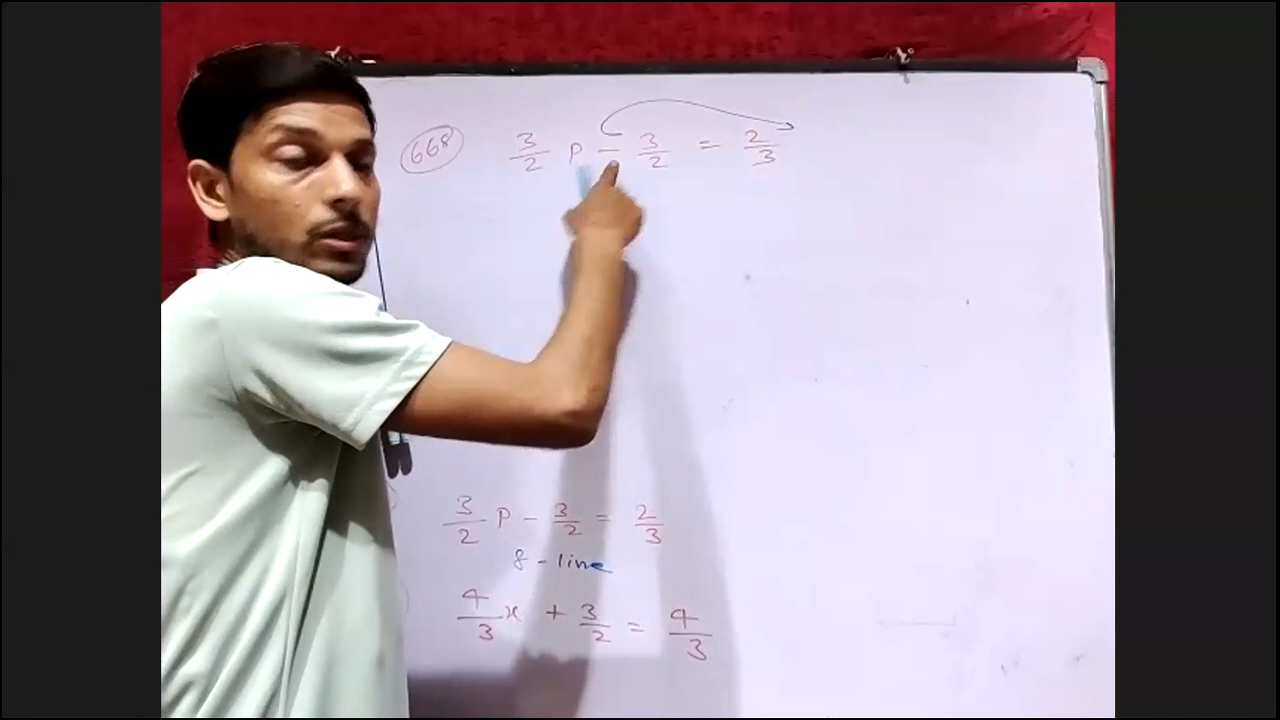 668 3/2 p - 3/2 = 2/3
3/2 p - 3/2 = 2/3
8 - line
4/3 x + 3/2 = 4/3